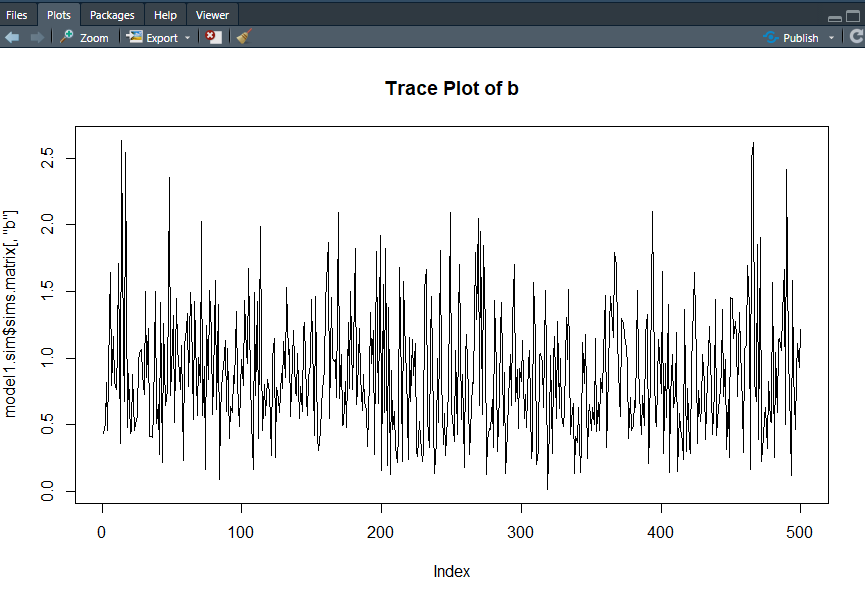 Files Plots Packages Help Viewer
Zoom Export Publish
Trace Plot of b
model1.sim$sims.matrix[, "b"]
2.5
2.0
1.5
1.0
0.5
0.0
0 100 200 300 400 500
Index